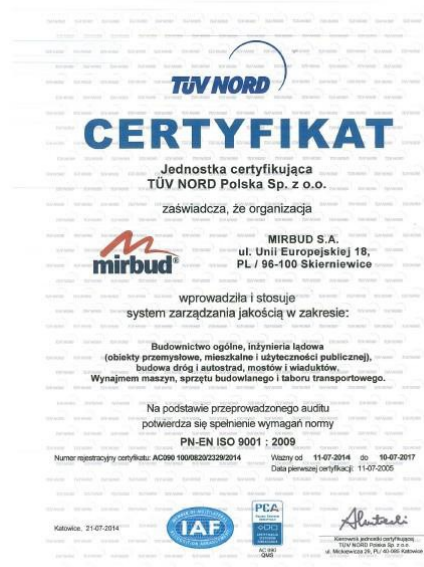 TÜV NORD
CERTYFIKAT
Jednostka certyfikująca
TÜV NORD Polska Sp. z o.o.
zaświadcza, że organizacja
mirbud®
MIRBUD S.A.
ul. Unii Europejskiej 18,
PL / 96-100 Skierniewice
wprowadziła i stosuje
system zarządzania jakością w zakresie:
Budownictwo ogólne, inżynieria lądowa
(obiekty przemysłowe, mieszkalne i użyteczności publicznej),
budowa dróg i autostrad, mostów i wiaduktów.
Wynajmem maszyn, sprzętu budowlanego i taboru transportowego.
Na podstawie przeprowadzonego auditu
potwierdza się spełnienie wymagań normy
PN-EN ISO 9001 : 2009
Numer rejestracyjny certyfikatu: AC090 100/0820/2329/2014
Ważny od 11-07-2014 do 10-07-2017
Data pierwszej certyfikacji: 11-07-2005
Katowice, 21-07-2014
IAF
PCA
AC 090
QMS
Kierownik jednostki certyfikującej
TÜV NORD Polska Sp. z o.o.
ul. Mickiewicza 29, PL/ 40-085 Katowice